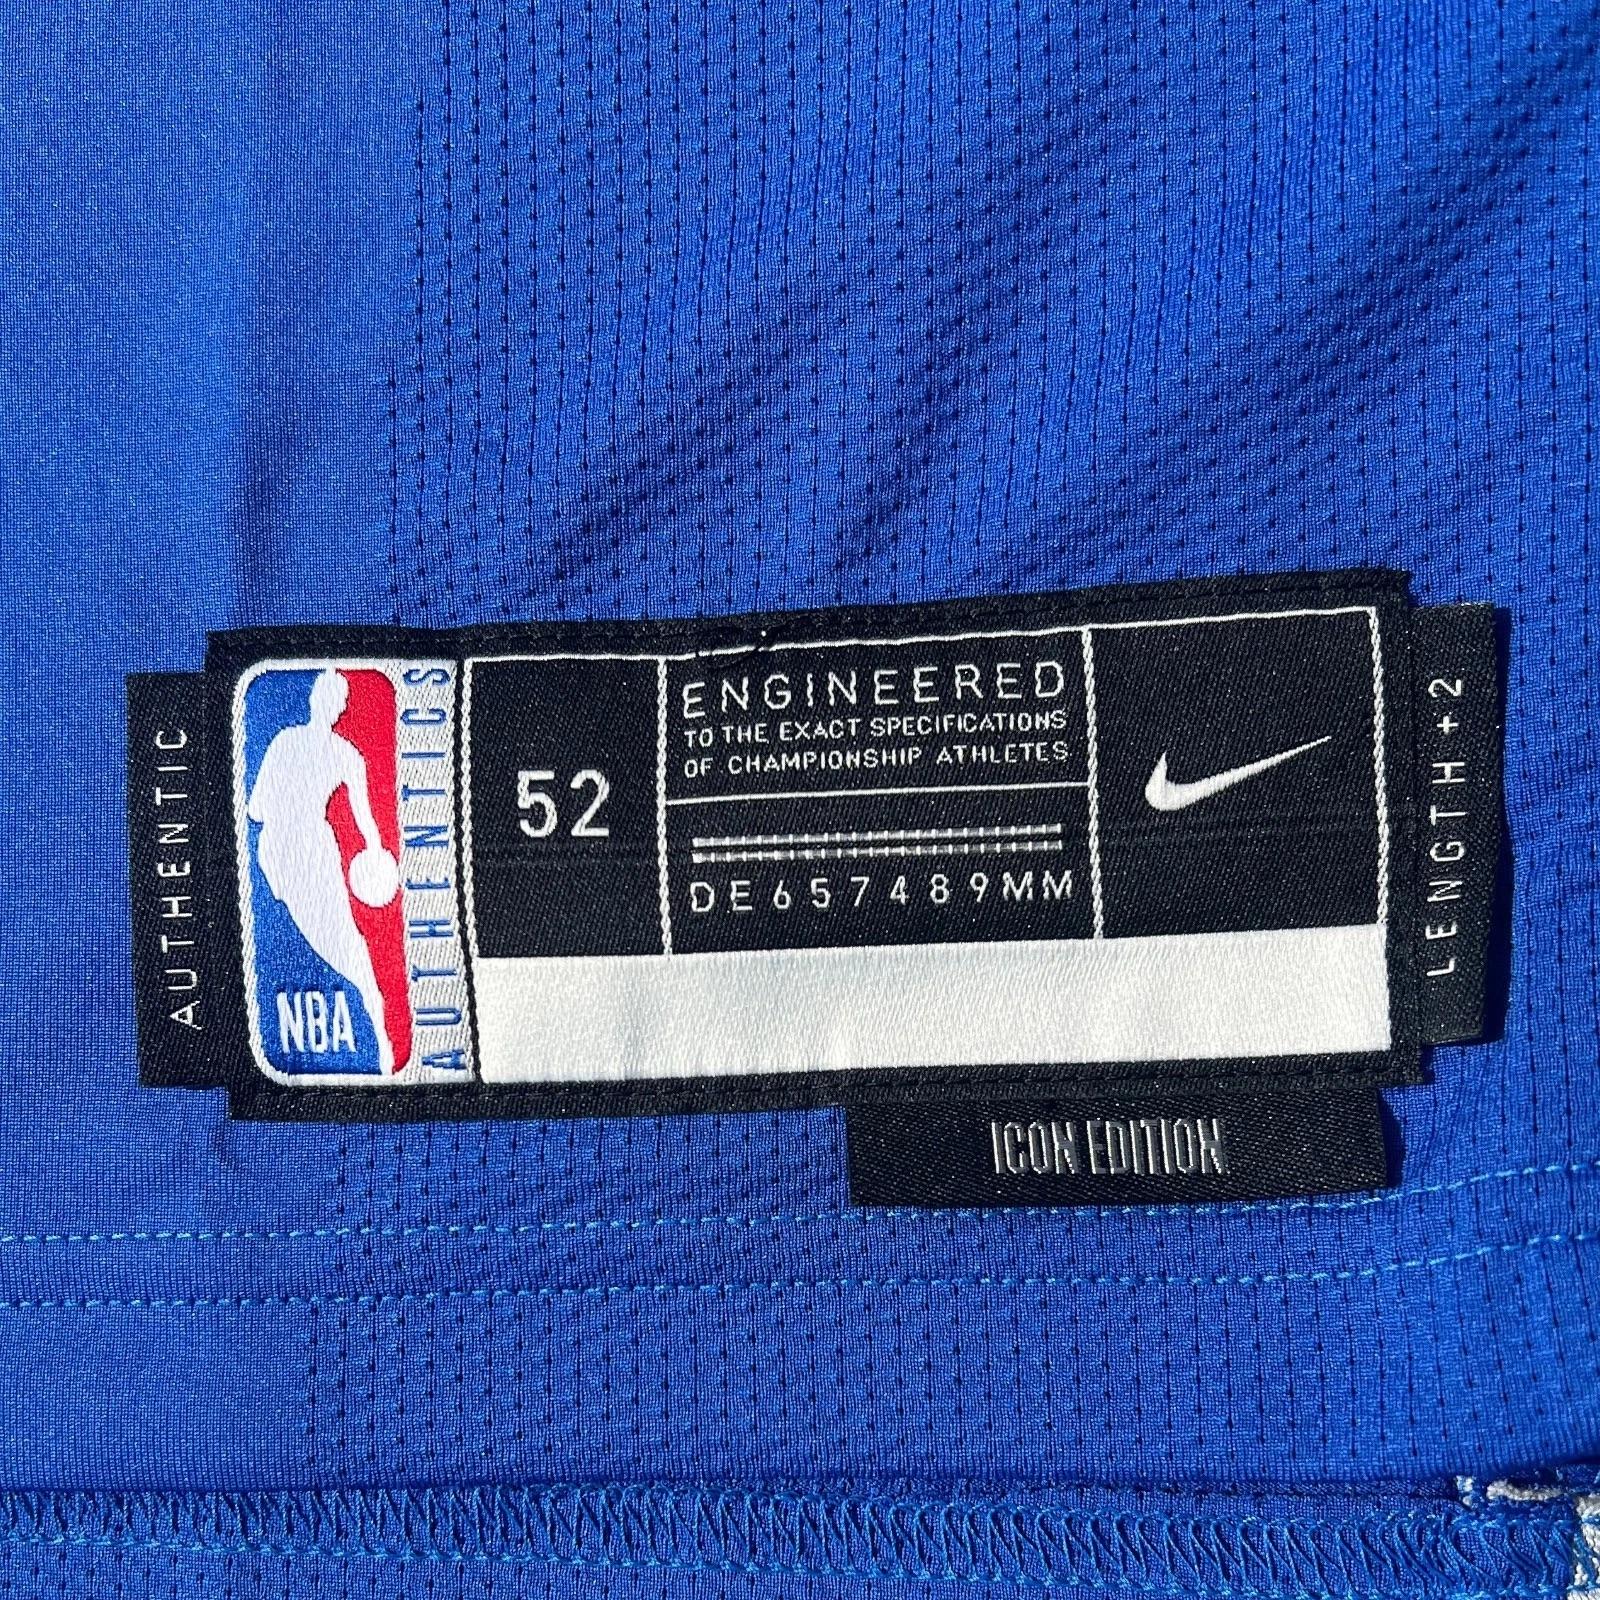 AUTHENTIC
NBA
AUTHENTICS
52
ENGINEERED
TO THE EXACT SPECIFICATIONS
OF CHAMPIONSHIP ATHLETES
DE657489MM
LENGTH +2
ICON EDITION